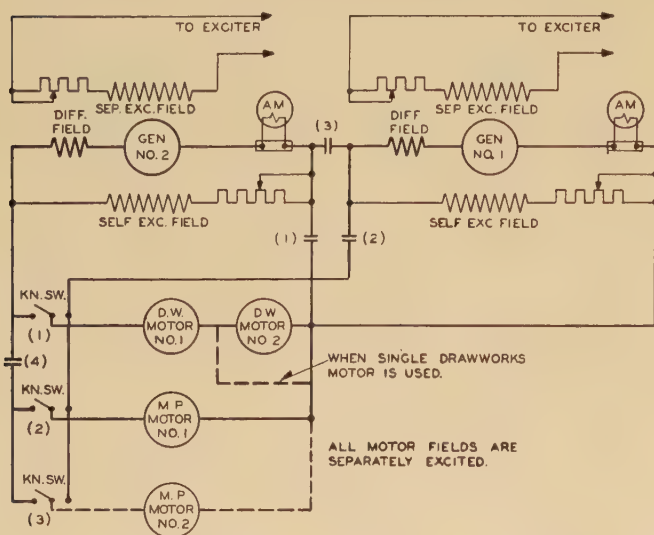 TO EXCITER
TO EXCITER
SEP. EXC. FIELD
SEP EXC. FIELD
AM
AM
DIFF.
FIELD
GEN
NO. 2
(3)
DIFF
FIELD
GEN
NO. 1
SELF EXC. FIELD
SELF EXC FIELD
(1)
(2)
KN. SW.
(1)
D.W.
MOTOR
NO. 1
D W
MOTOR
NO. 2
(4)
WHEN SINGLE DRAWWORKS
MOTOR IS USED.
KN. SW.
(2)
M P
MOTOR
NO. 1
ALL MOTOR FIELDS ARE
SEPARATELY EXCITED.
KN. SW.
(3)
M. P
MOTOR
NO. 2